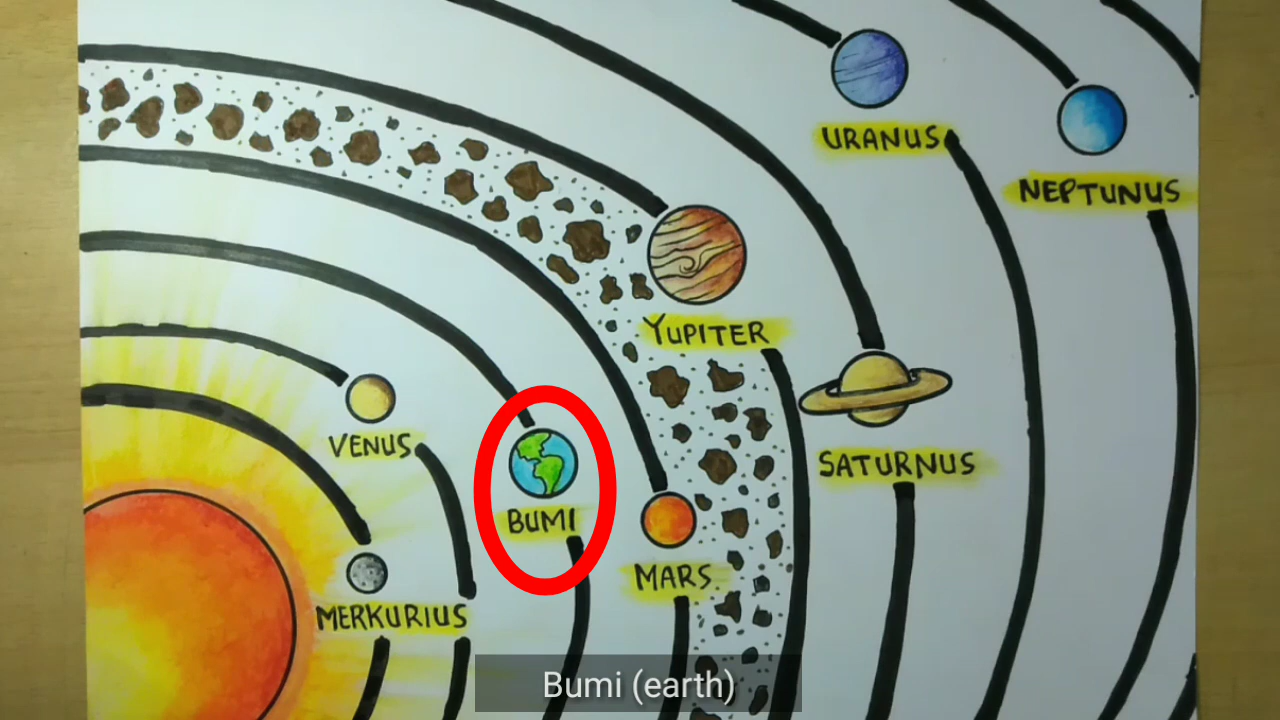 URANUS
NEPTUNUS
YUPITER
VENUS
SATURNUS
BUMI
MARS
MERKURIUS
Bumi (earth)